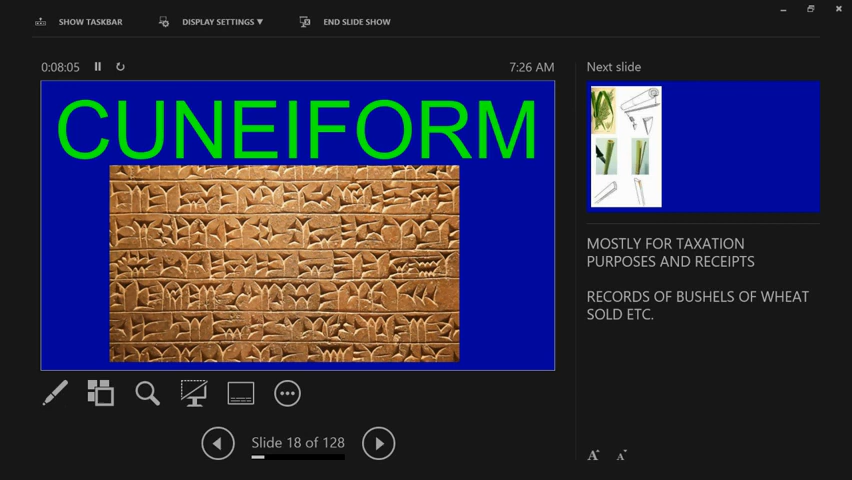 SHOW TASKBAR
DISPLAY SETTINGS ▼
END SLIDE SHOW
0:08:05
7:26 AM
Next slide
CUNEIFORM
MOSTLY FOR TAXATION
PURPOSES AND RECEIPTS
RECORDS OF BUSHELS OF WHEAT
SOLD ETC.
Slide 18 of 128
A A